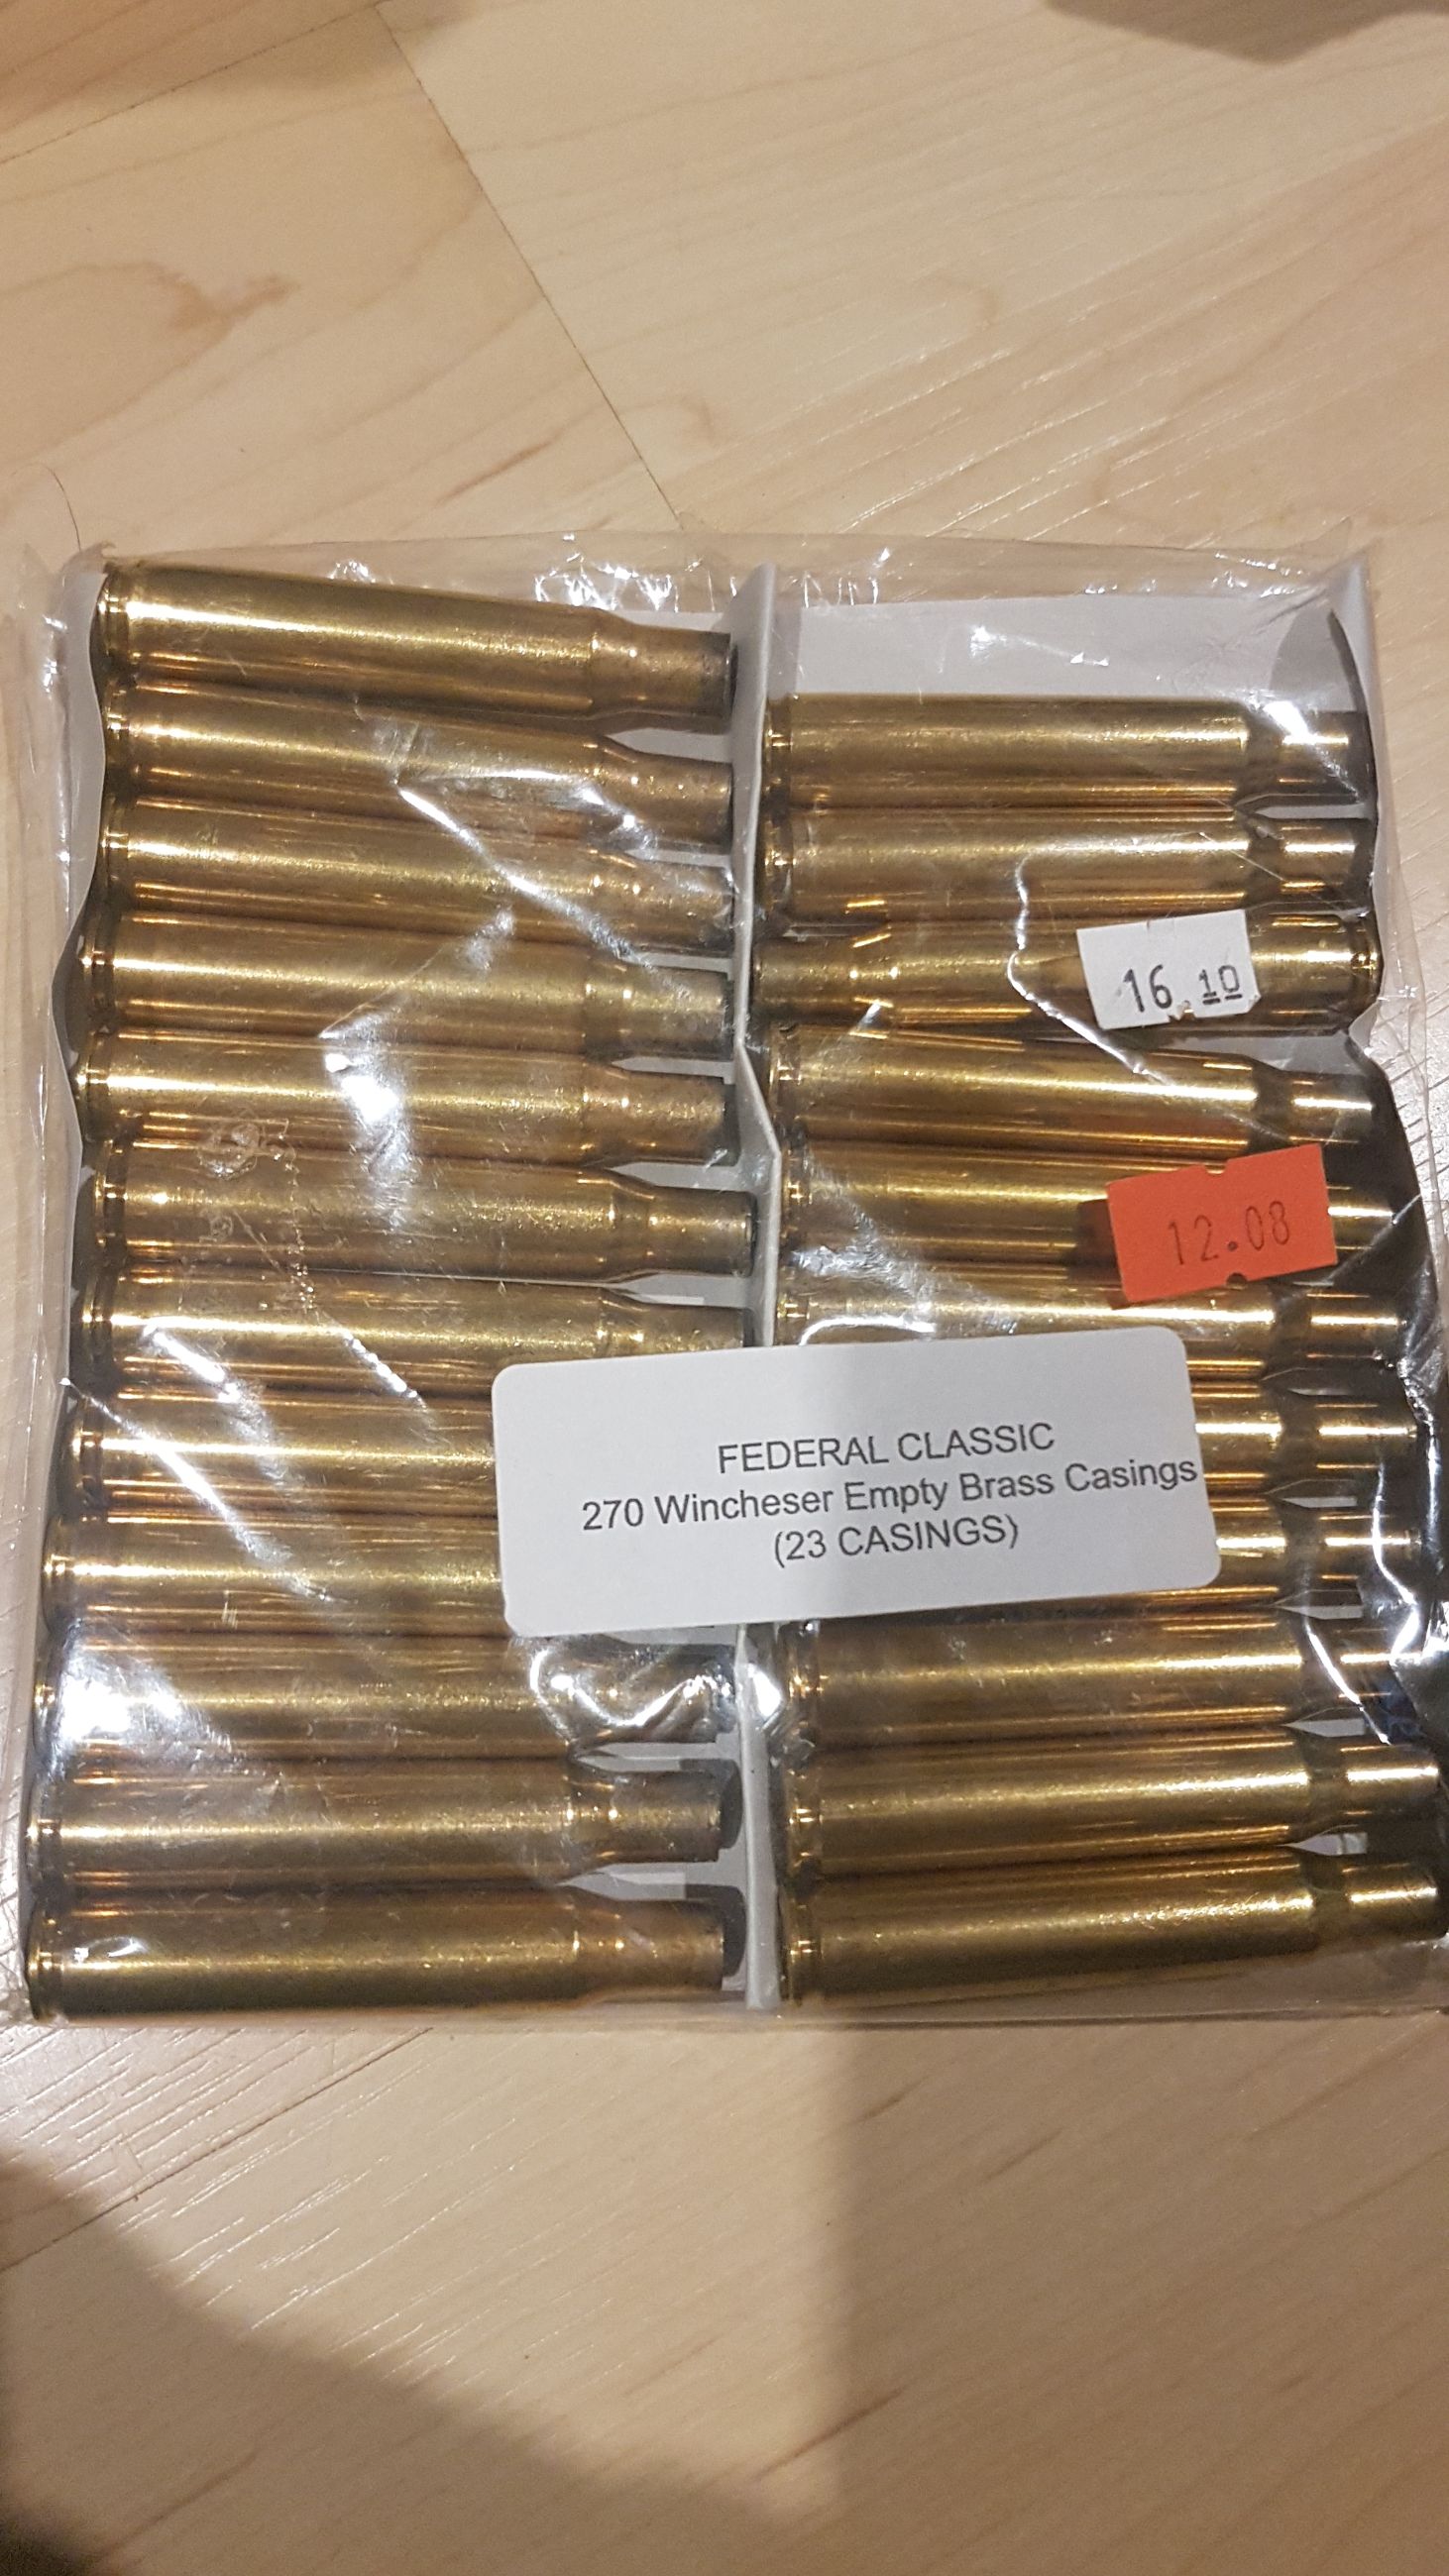 16.10
12.08
FEDERAL CLASSIC
270 Wincheser Empty Brass Casings
(23 CASINGS)